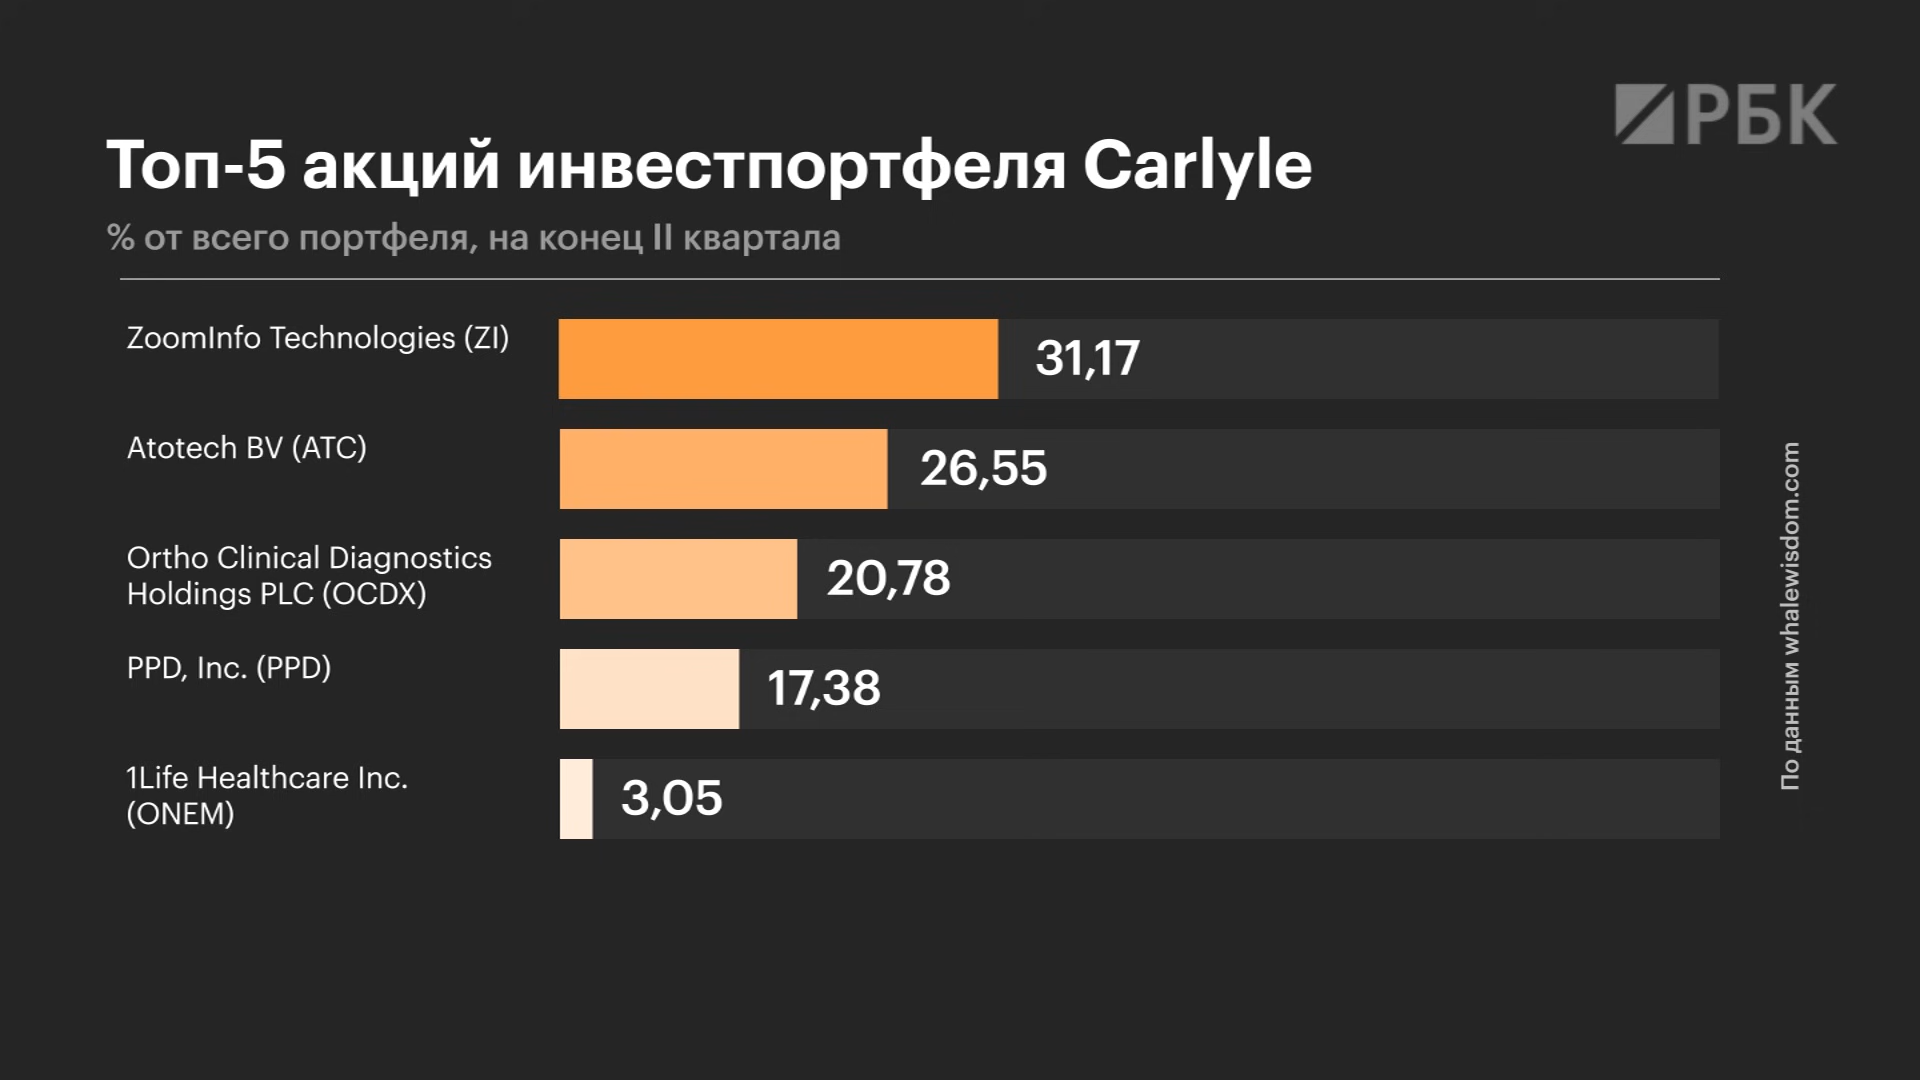 РБК
Топ-5 акций инвестпортфеля Carlyle
% от всего портфеля, на конец II квартала
ZoomInfo Technologies (ZI)
31,17
Atotech BV (ATC)
26,55
Ortho Clinical Diagnostics
Holdings PLC (OCDX)
20,78
PPD, Inc. (PPD)
17,38
1Life Healthcare Inc.
(ONEM)
3,05
По данным whalewisdom.com